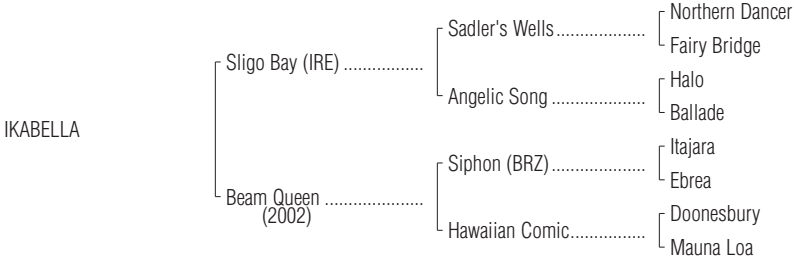 Northern Dancer
Sadler's Wells...................
Fairy Bridge
Sligo Bay (IRE) ................
Halo
Angelic Song ....................
Ballade
IKABELLA
Itajara
Siphon (BRZ)....................
Ebrea
Beam Queen ....................
(2002)
Doonesbury
Hawaiian Comic................
Mauna Loa